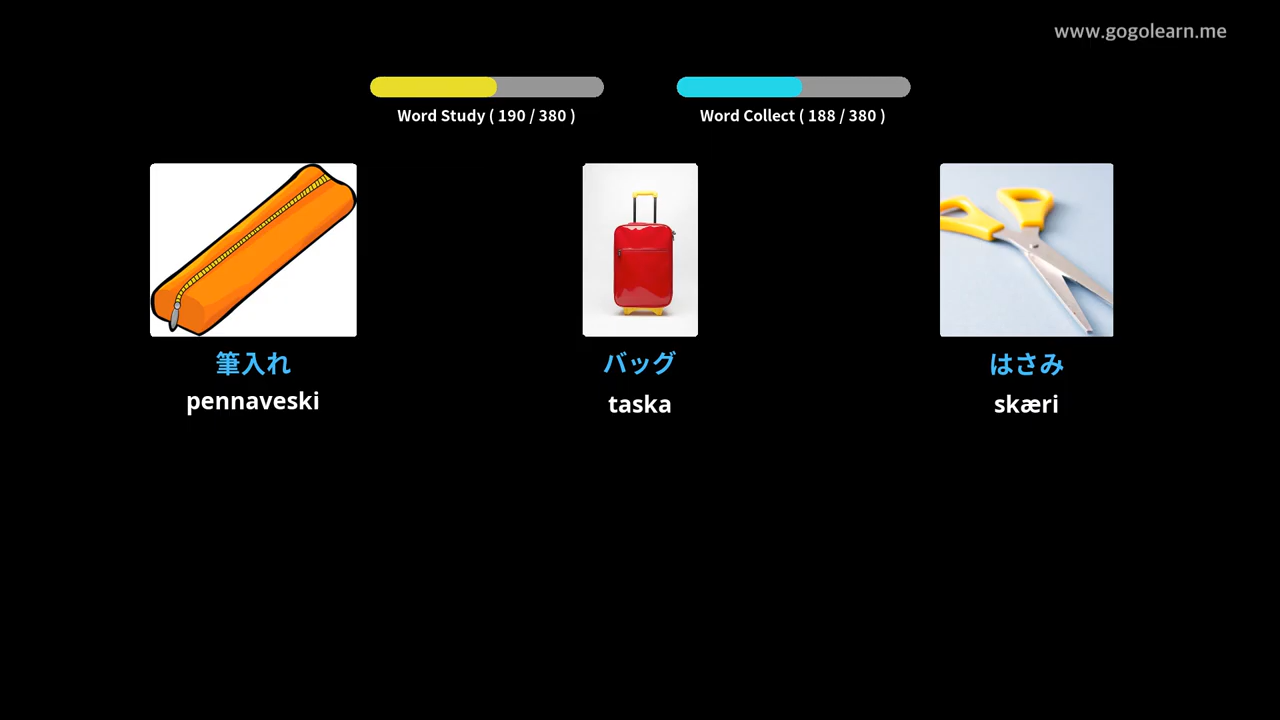 www.gogolearn.me
Word Study ( 190 / 380 )
Word Collect ( 188 / 380 )
筆入れ
pennaveski
バッグ
taska
はさみ
skæri